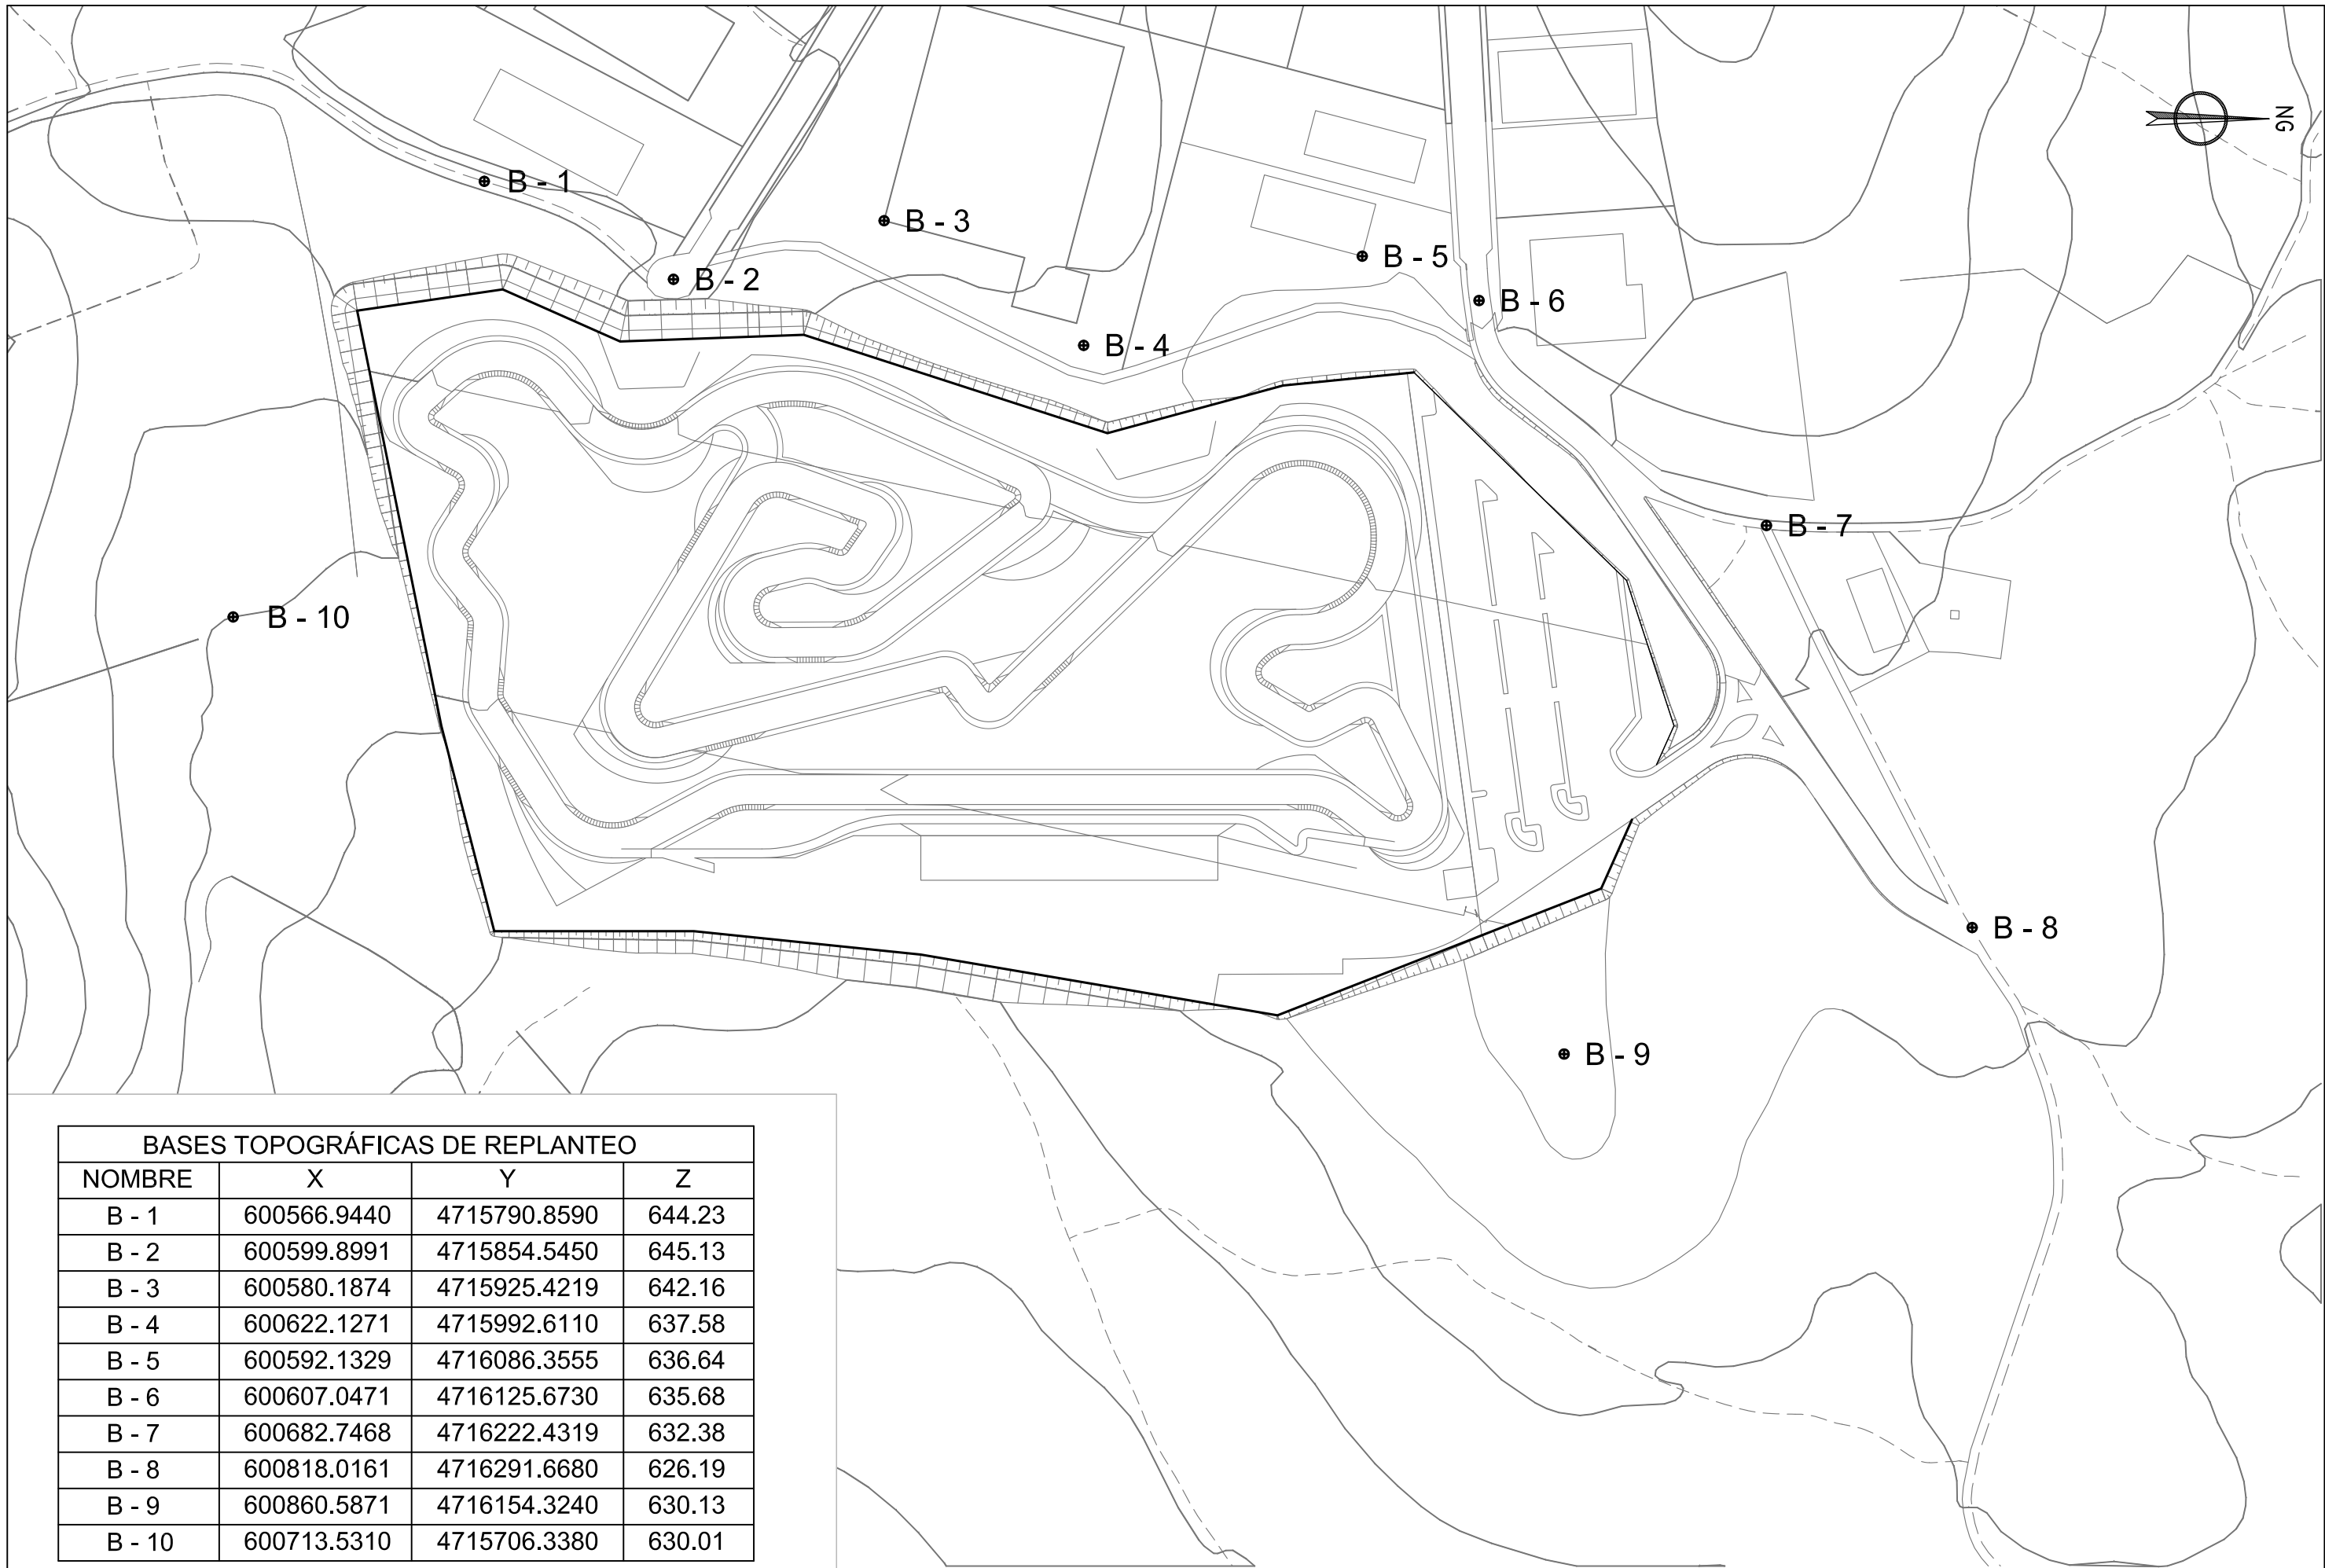 NG
B - 1
B - 3
B - 2
B - 5
B - 6
B - 4
B - 7
B - 10
B - 8
B - 9
BASES TOPOGRÁFICAS DE REPLANTEO
NOMBRE X Y Z
B - 1 600566.9440 4715790.8590 644.23
B - 2 600599.8991 4715854.5450 645.13
B - 3 600580.1874 4715925.4219 642.16
B - 4 600622.1271 4715992.6110 637.58
B - 5 600592.1329 4716086.3555 636.64
B - 6 600607.0471 4716125.6730 635.68
B - 7 600682.7468 4716222.4319 632.38
B - 8 600818.0161 4716291.6680 626.19
B - 9 600860.5871 4716154.3240 630.13
B - 10 600713.5310 4715706.3380 630.01